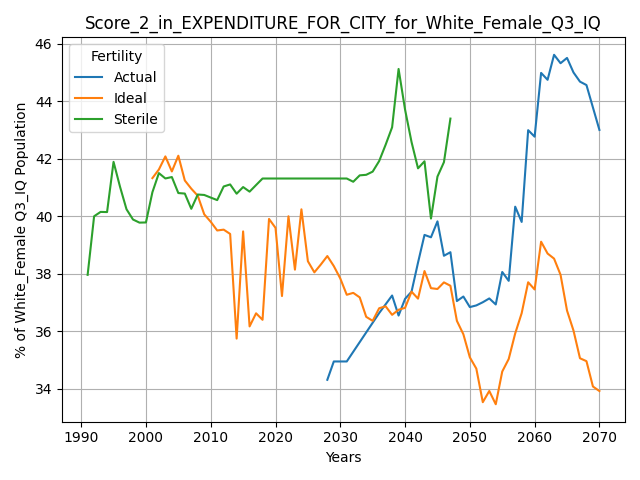 Score_2_in_EXPENDITURE_FOR_CITY_for_White_Female_Q3_IQ
Fertility
Actual
Ideal
Sterile
% of White_Female Q3_IQ Population
46
44
42
40
38
36
34
1990 2000 2010 2020 2030 2040 2050 2060 2070
Years